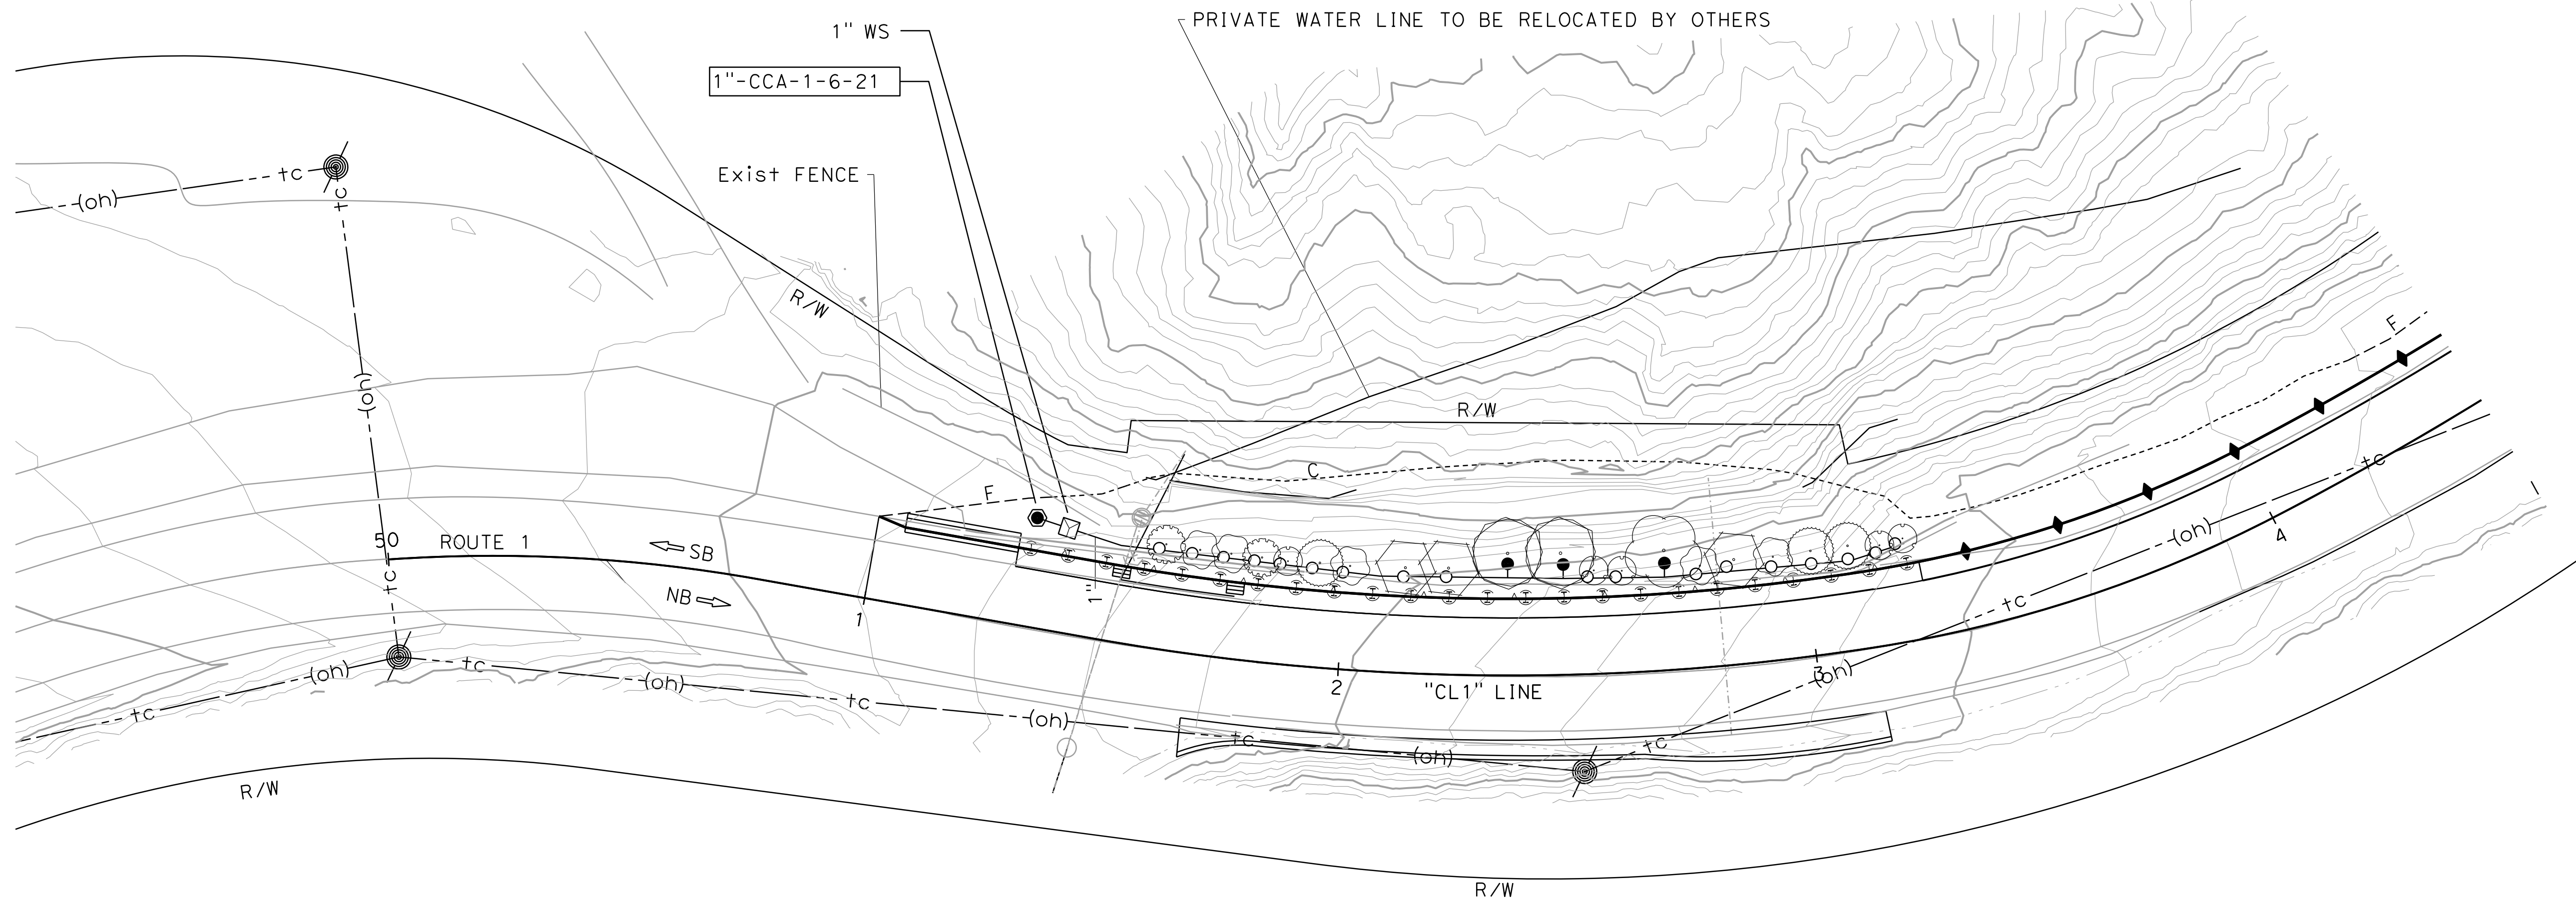 PRIVATE WATER LINE TO BE RELOCATED BY OTHERS
1" WS
1"-CCA-1-6-21
Exist FENCE
tc
(oh)
tc
R/W
(oh)
F
R/W
C
F
tc
50
ROUTE 1
SB
NB
tc
1"
1
(oh)
4
tc
2
"CL1" LINE
3
(oh)
(oh)
tc
(oh)
tc
(oh)
tc
tc
(oh)
tc
R/W
R/W